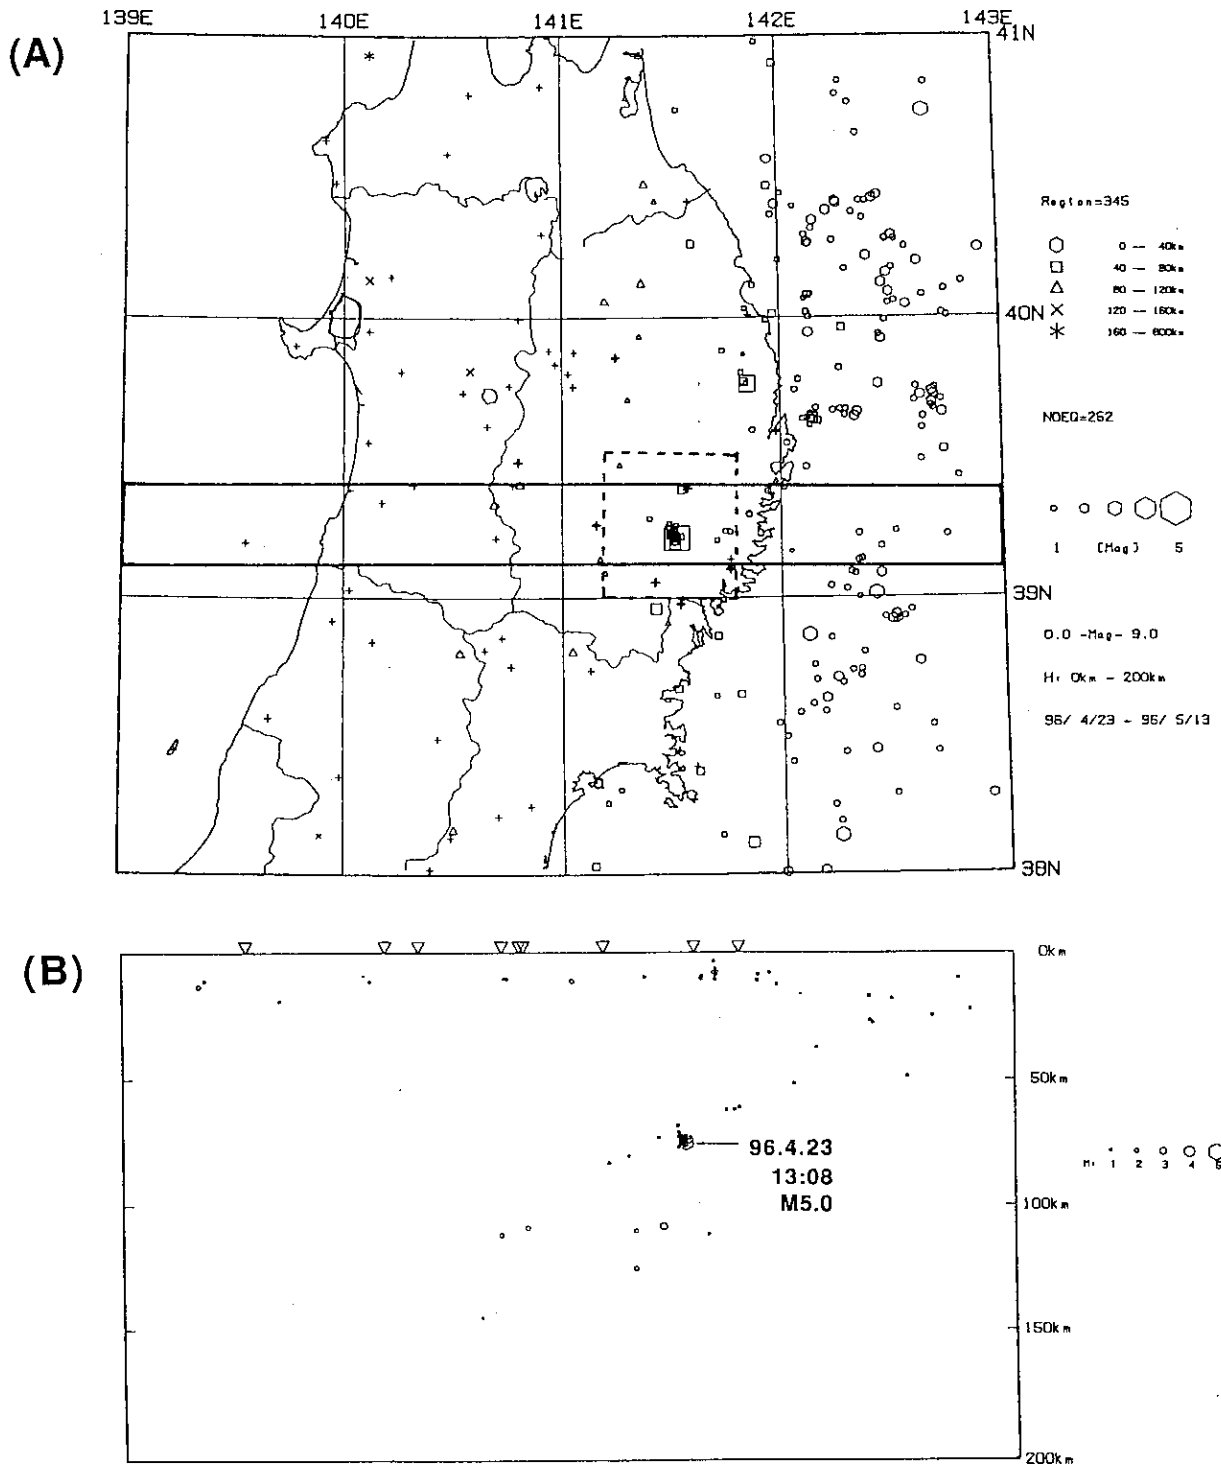 139E 140E 141E 142E 143E
(A)
41N
Region=345
0 -- 40km
40 -- 80km
80 -- 120km
120 -- 160km
160 -- 800km
40N
NOEQ=262
1 (Mag) 5
39N
0.0 -Mag- 9.0
H: 0km - 200km
96/ 4/23 - 96/ 5/13
38N
(B)
0km
50km
96.4.23
13:08
M5.0
M: 1 2 3 4 5
100km
150km
200km